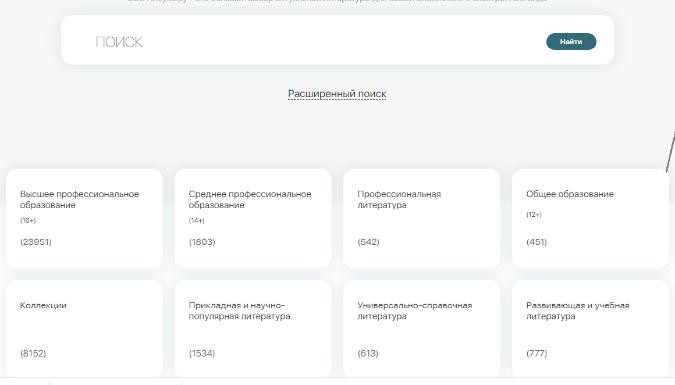 ПОИСК
Найти
Расширенный поиск
Высшее профессиональное
образование
(16+)
(23951)
Среднее профессиональное
образование
(14+)
(1803)
Профессиональная
литература
(542)
Общее образование
(12+)
(451)
Коллекции
(8152)
Прикладная и научно-
популярная литература
(1534)
Универсально-справочная
литература
(613)
Развивающая и учебная
литература
(777)